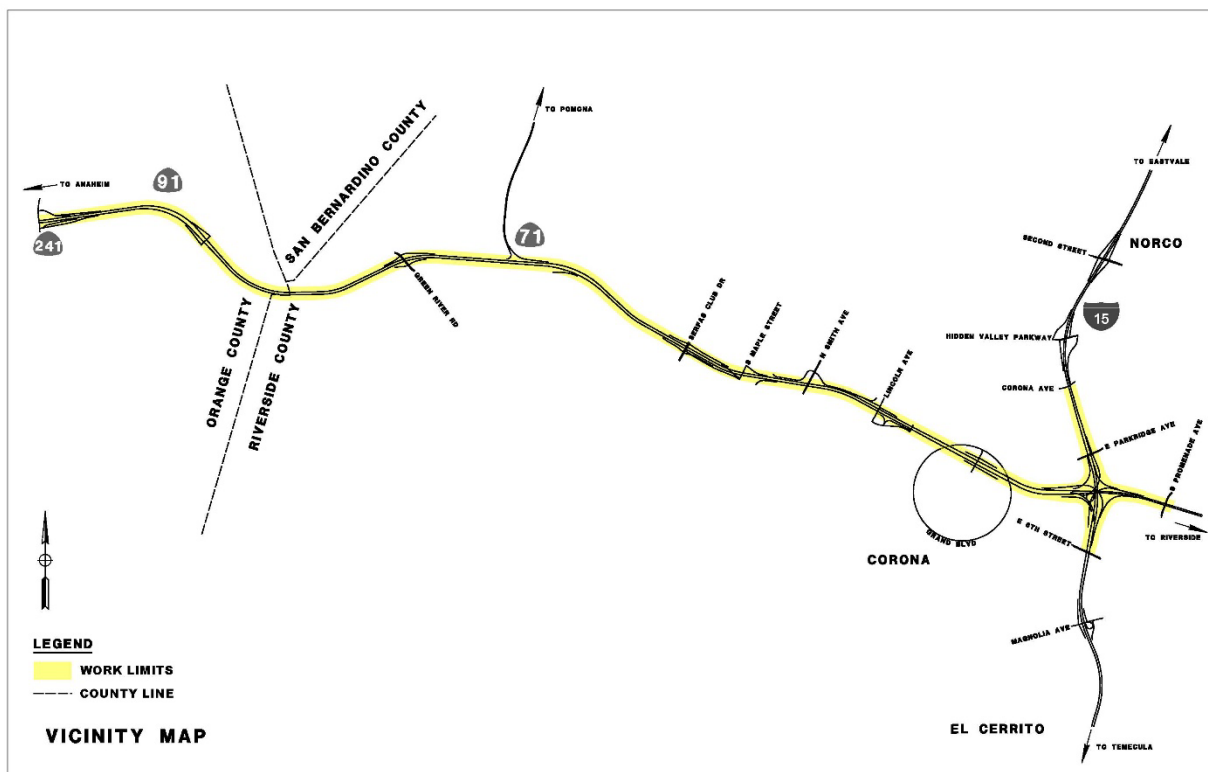 TO POMONA
SAN BERNARDINO COUNTY
TO EASTVALE
91
TO ANAHEIM
241
71
SECOND STREET
NORCO
GREEN RIVER RD
15
SERFAS CLUB DR
S MAPLE STREET
N SMITH AVE
HIDDEN VALLEY PARKWAY
ORANGE COUNTY
RIVERSIDE COUNTY
LINCOLN AVE
CORONA AVE
E PARKRIDGE AVE
S PROMENADE AVE
E 6TH STREET
GRAND BLVD
TO RIVERSIDE
CORONA
MAGNOLIA AVE
LEGEND
WORK LIMITS
COUNTY LINE
VICINITY MAP
EL CERRITO
TO TEMECULA